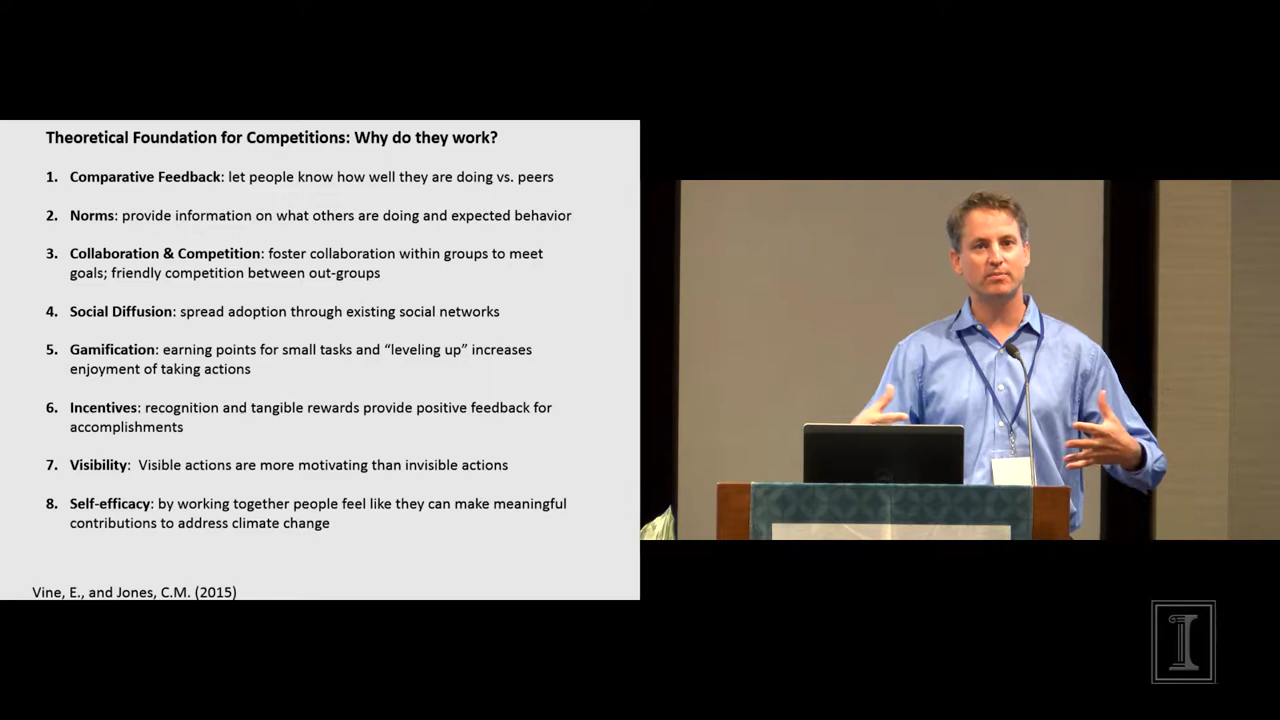 Theoretical Foundation for Competitions: Why do they work?
1. Comparative Feedback: let people know how well they are doing vs. peers
2. Norms: provide information on what others are doing and expected behavior
3. Collaboration & Competition: foster collaboration within groups to meet
goals; friendly competition between out-groups
4. Social Diffusion: spread adoption through existing social networks
5. Gamification: earning points for small tasks and “leveling up” increases
enjoyment of taking actions
6. Incentives: recognition and tangible rewards provide positive feedback for
accomplishments
7. Visibility: Visible actions are more motivating than invisible actions
8. Self-efficacy: by working together people feel like they can make meaningful
contributions to address climate change
Vine, E., and Jones, C.M. (2015)
I